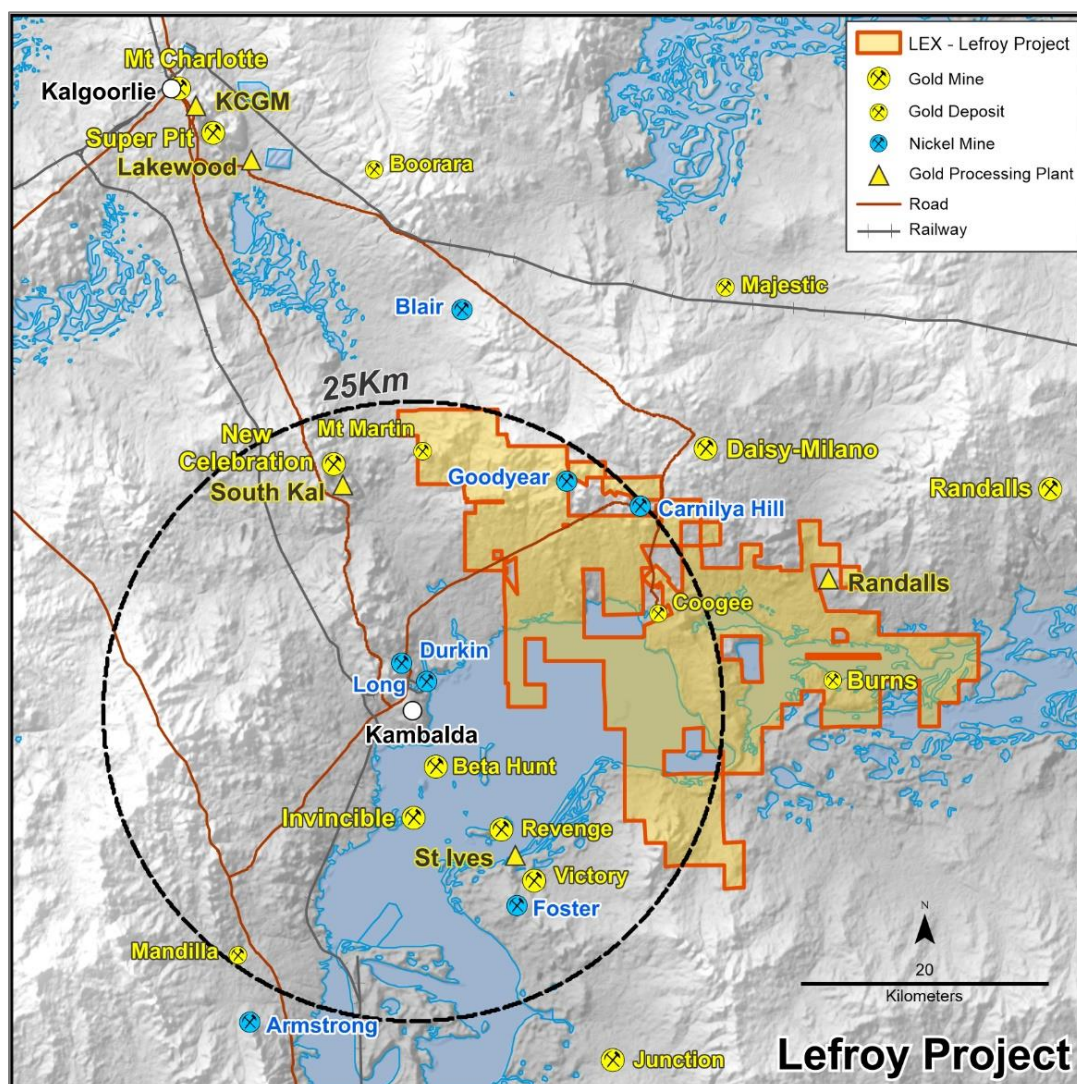 Mt Charlotte
Kalgoorlie
KCGM
Super Pit
Lakewood
Boorara
LEX - Lefroy Project
Gold Mine
Gold Deposit
Nickel Mine
Gold Processing Plant
Road
Railway
Majestic
Blair
25Km
New
Celebration
Mt Martin
South Kal
Goodyear
Daisy-Milano
Carnilya Hill
Randalls
Randalls
Coogee
Durkin
Long
Burns
Kambalda
Beta Hunt
Invincible
Revenge
St Ives
Victory
Foster
Mandilla
Armstrong
Junction
N
20
Kilometers
Lefroy Project